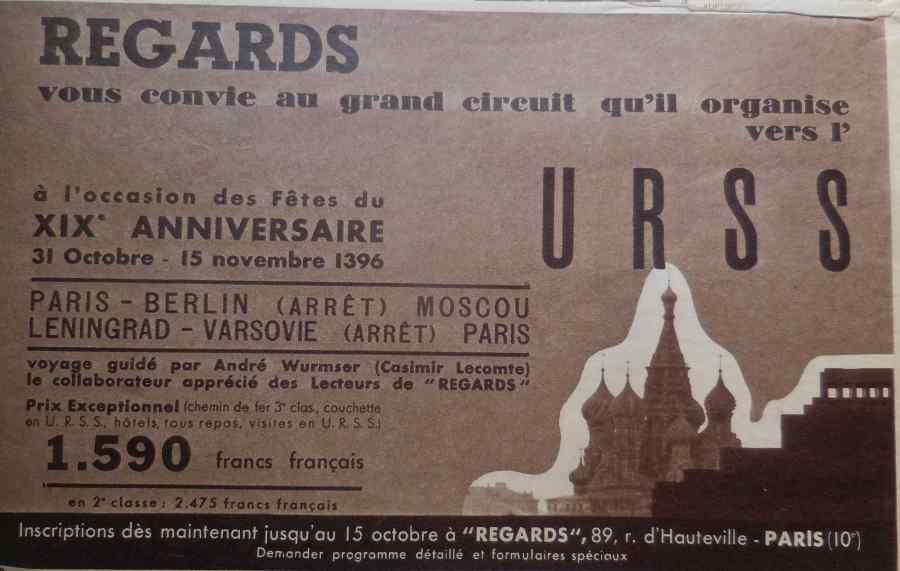 REGARDS
vous convie au grand circuit qu'il organise
vers l'
URSS
à l'occasion des Fêtes du
XIXe ANNIVERSAIRE
31 Octobre - 15 novembre 1396
PARIS - BERLIN (ARRÊT) MOSCOU
LENINGRAD - VARSOVIE (ARRÊT) PARIS
voyage guidé par André Wurmser (Casimir Lecomte)
le collaborateur apprécié des Lecteurs de "REGARDS"
Prix Exceptionnel (chemin de fer 3e clas., couchette
en U. R. S. S., hôtels, tous repas, visites en U. R. S. S.)
1.590 francs français
en 2e classe : 2.475 francs français
Inscriptions dès maintenant jusqu'au 15 octobre à "REGARDS", 89, r. d'Hauteville - PARIS (10e)
Demander programme détaillé et formulaires spéciaux